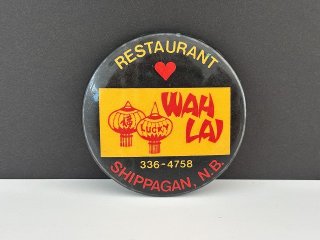 RESTAURANT
WAH
LAI
Lucky
336-4758
SHIPPAGAN, N.B.